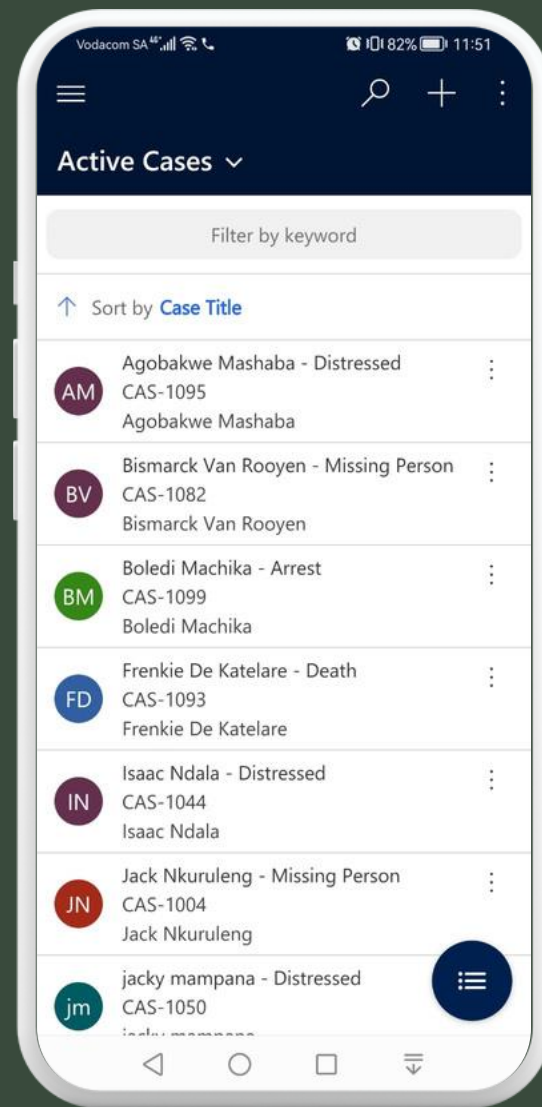 Vodacom SA 4G 82% 11:51
Active Cases
Filter by keyword
Sort by Case Title
AM
Agobakwe Mashaba - Distressed
CAS-1095
Agobakwe Mashaba
BV
Bismarck Van Rooyen - Missing Person
CAS-1082
Bismarck Van Rooyen
BM
Boledi Machika - Arrest
CAS-1099
Boledi Machika
FD
Frenkie De Katelare - Death
CAS-1093
Frenkie De Katelare
IN
Isaac Ndala - Distressed
CAS-1044
Isaac Ndala
JN
Jack Nkuruleng - Missing Person
CAS-1004
Jack Nkuruleng
jm
jacky mampana - Distressed
CAS-1050
jacky mampana